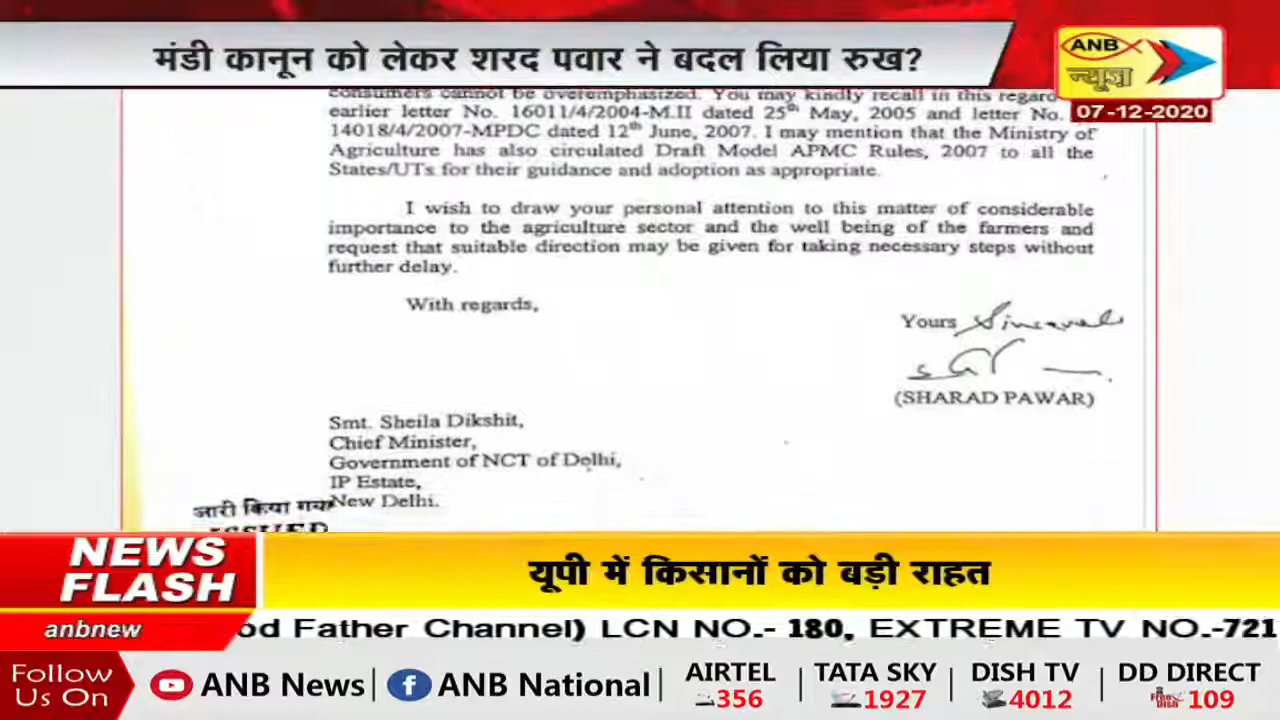 मंडी कानून को लेकर शरद पवार ने बदल लिया रुख?
ANB
न्यूज़
07-12-2020
consumers cannot be overemphasized. You may kindly recall in this regard
earlier letter No. 16011/4/2004-M.II dated 25th May, 2005 and letter No.
14018/4/2007-MPDC dated 12th June, 2007. I may mention that the Ministry of
Agriculture has also circulated Draft Model APMC Rules, 2007 to all the
States/UTs for their guidance and adoption as appropriate.
I wish to draw your personal attention to this matter of considerable
importance to the agriculture sector and the well being of the farmers and
request that suitable direction may be given for taking necessary steps without
further delay.
With regards,
Yours Sincerely
(SHARAD PAWAR)
Smt. Sheila Dikshit,
Chief Minister,
Government of NCT of Delhi,
IP Estate,
New Delhi.
जारी किया गया
ISSUED
NEWS
FLASH
यूपी में किसानों को बड़ी राहत
anbnew
od Father Channel) LCN NO.- 180, EXTREME TV NO.-721
Follow
Us On
ANB News
ANB National
AIRTEL
356
TATA SKY
1927
DISH TV
4012
DD DIRECT
Free Dish
109